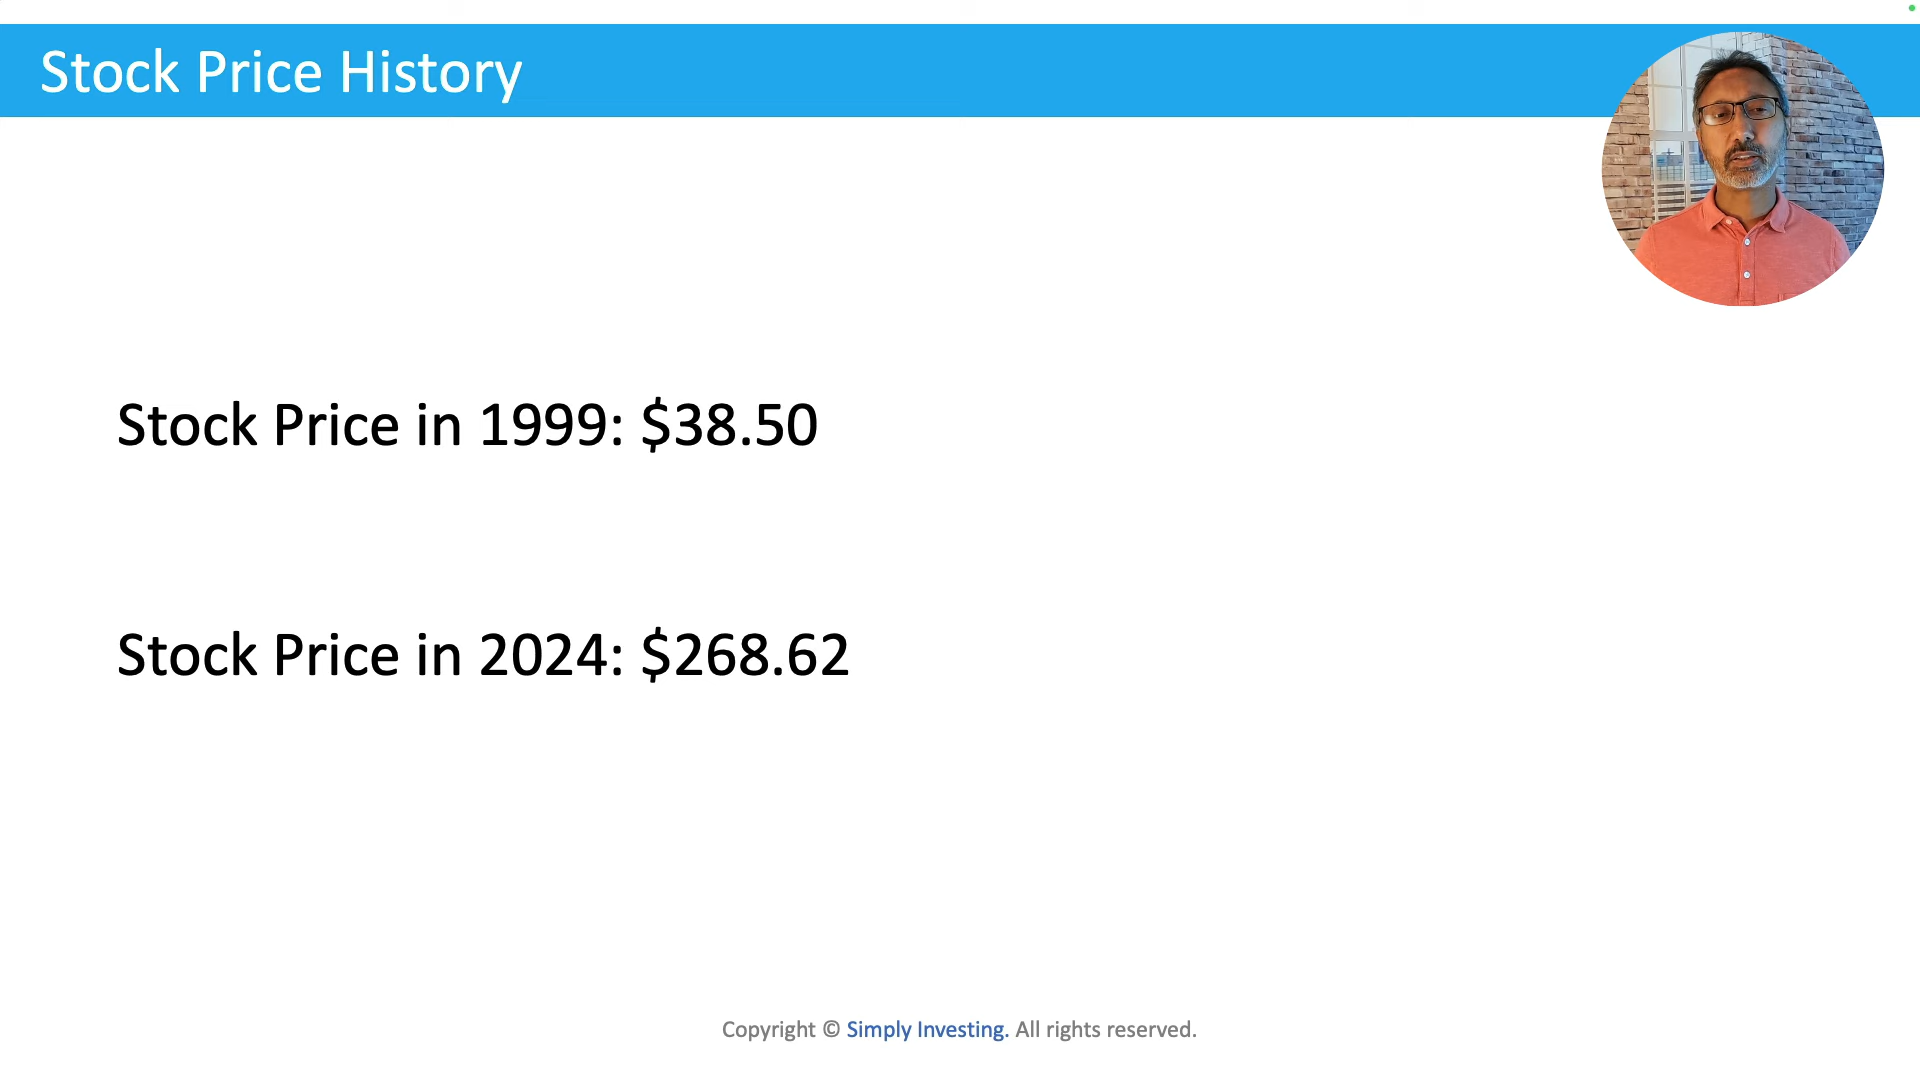 Stock Price History
Stock Price in 1999: $38.50
Stock Price in 2024: $268.62
Copyright © Simply Investing. All rights reserved.